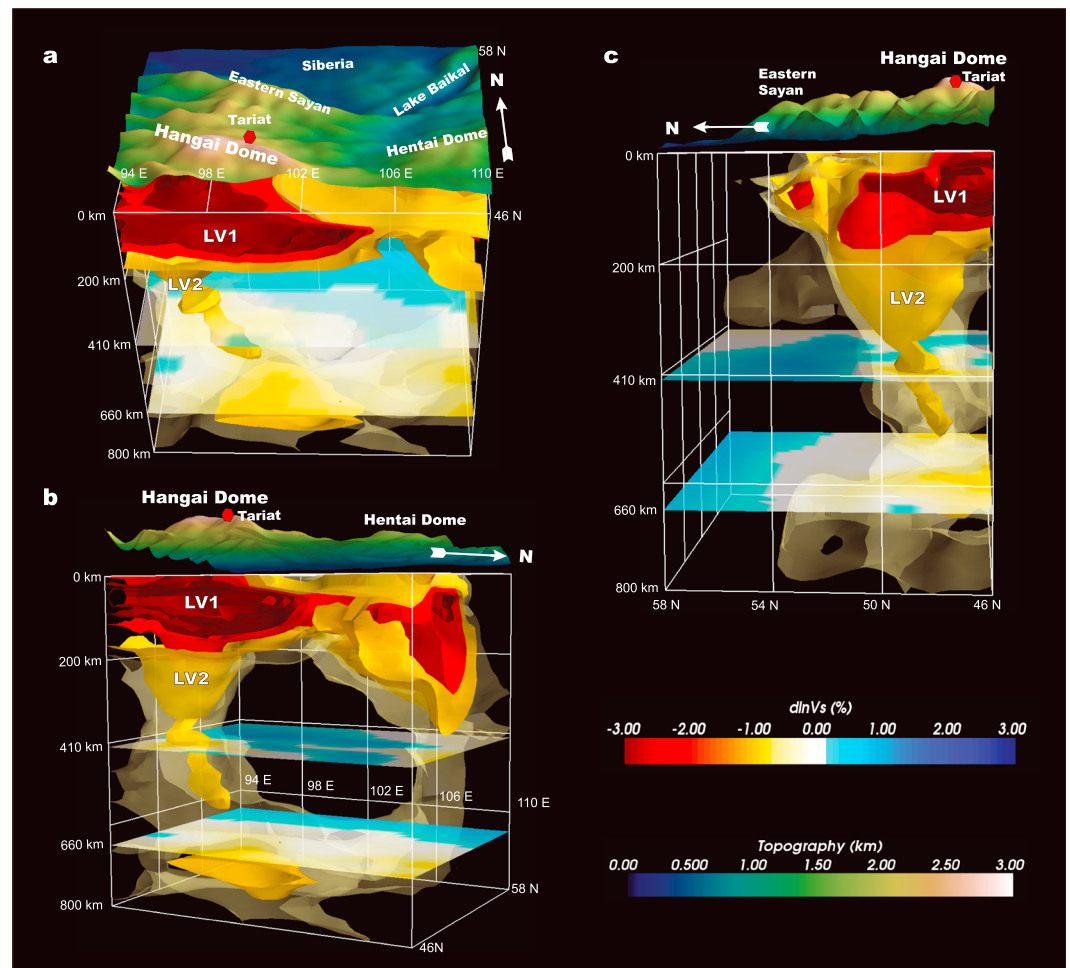 a
58 N
Siberia
N
Eastern Sayan
Lake Baikal
Tariat
Hangai Dome
Hentai Dome
94 E
98 E
102 E
106 E
110 E
0 km
46 N
LV1
200 km
LV2
410 km
660 km
800 km
b
Hangai Dome
Tariat
Hentai Dome
N
0 km
LV1
200 km
LV2
410 km
94 E
98 E
102 E
106 E
110 E
660 km
58 N
800 km
46N
c
Hangai Dome
Eastern
Sayan
Tariat
N
0 km
LV1
200 km
LV2
410 km
660 km
800 km
58 N
54 N
50 N
46 N
dlnVs (%)
-3.00 -2.00 -1.00 0.00 1.00 2.00 3.00
Topography (km)
0.00 0.500 1.00 1.50 2.00 2.50 3.00